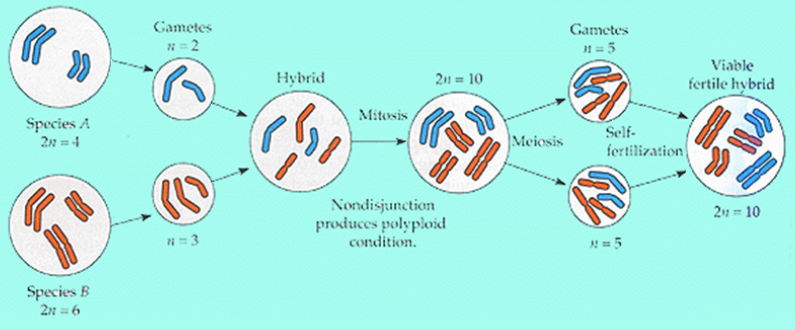 Species A
2n = 4
Species B
2n = 6
Gametes
n = 2
n = 3
Hybrid
Mitosis
Nondisjunction
produces polyploid
condition.
2n = 10
Meiosis
Gametes
n = 5
n = 5
Self-
fertilization
Viable
fertile hybrid
2n = 10